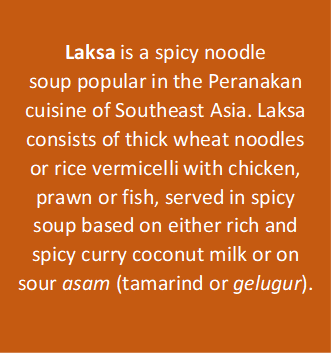 Laksa is a spicy noodle
soup popular in the Peranakan
cuisine of Southeast Asia. Laksa
consists of thick wheat noodles
or rice vermicelli with chicken,
prawn or fish, served in spicy
soup based on either rich and
spicy curry coconut milk or on
sour asam (tamarind or gelugur).